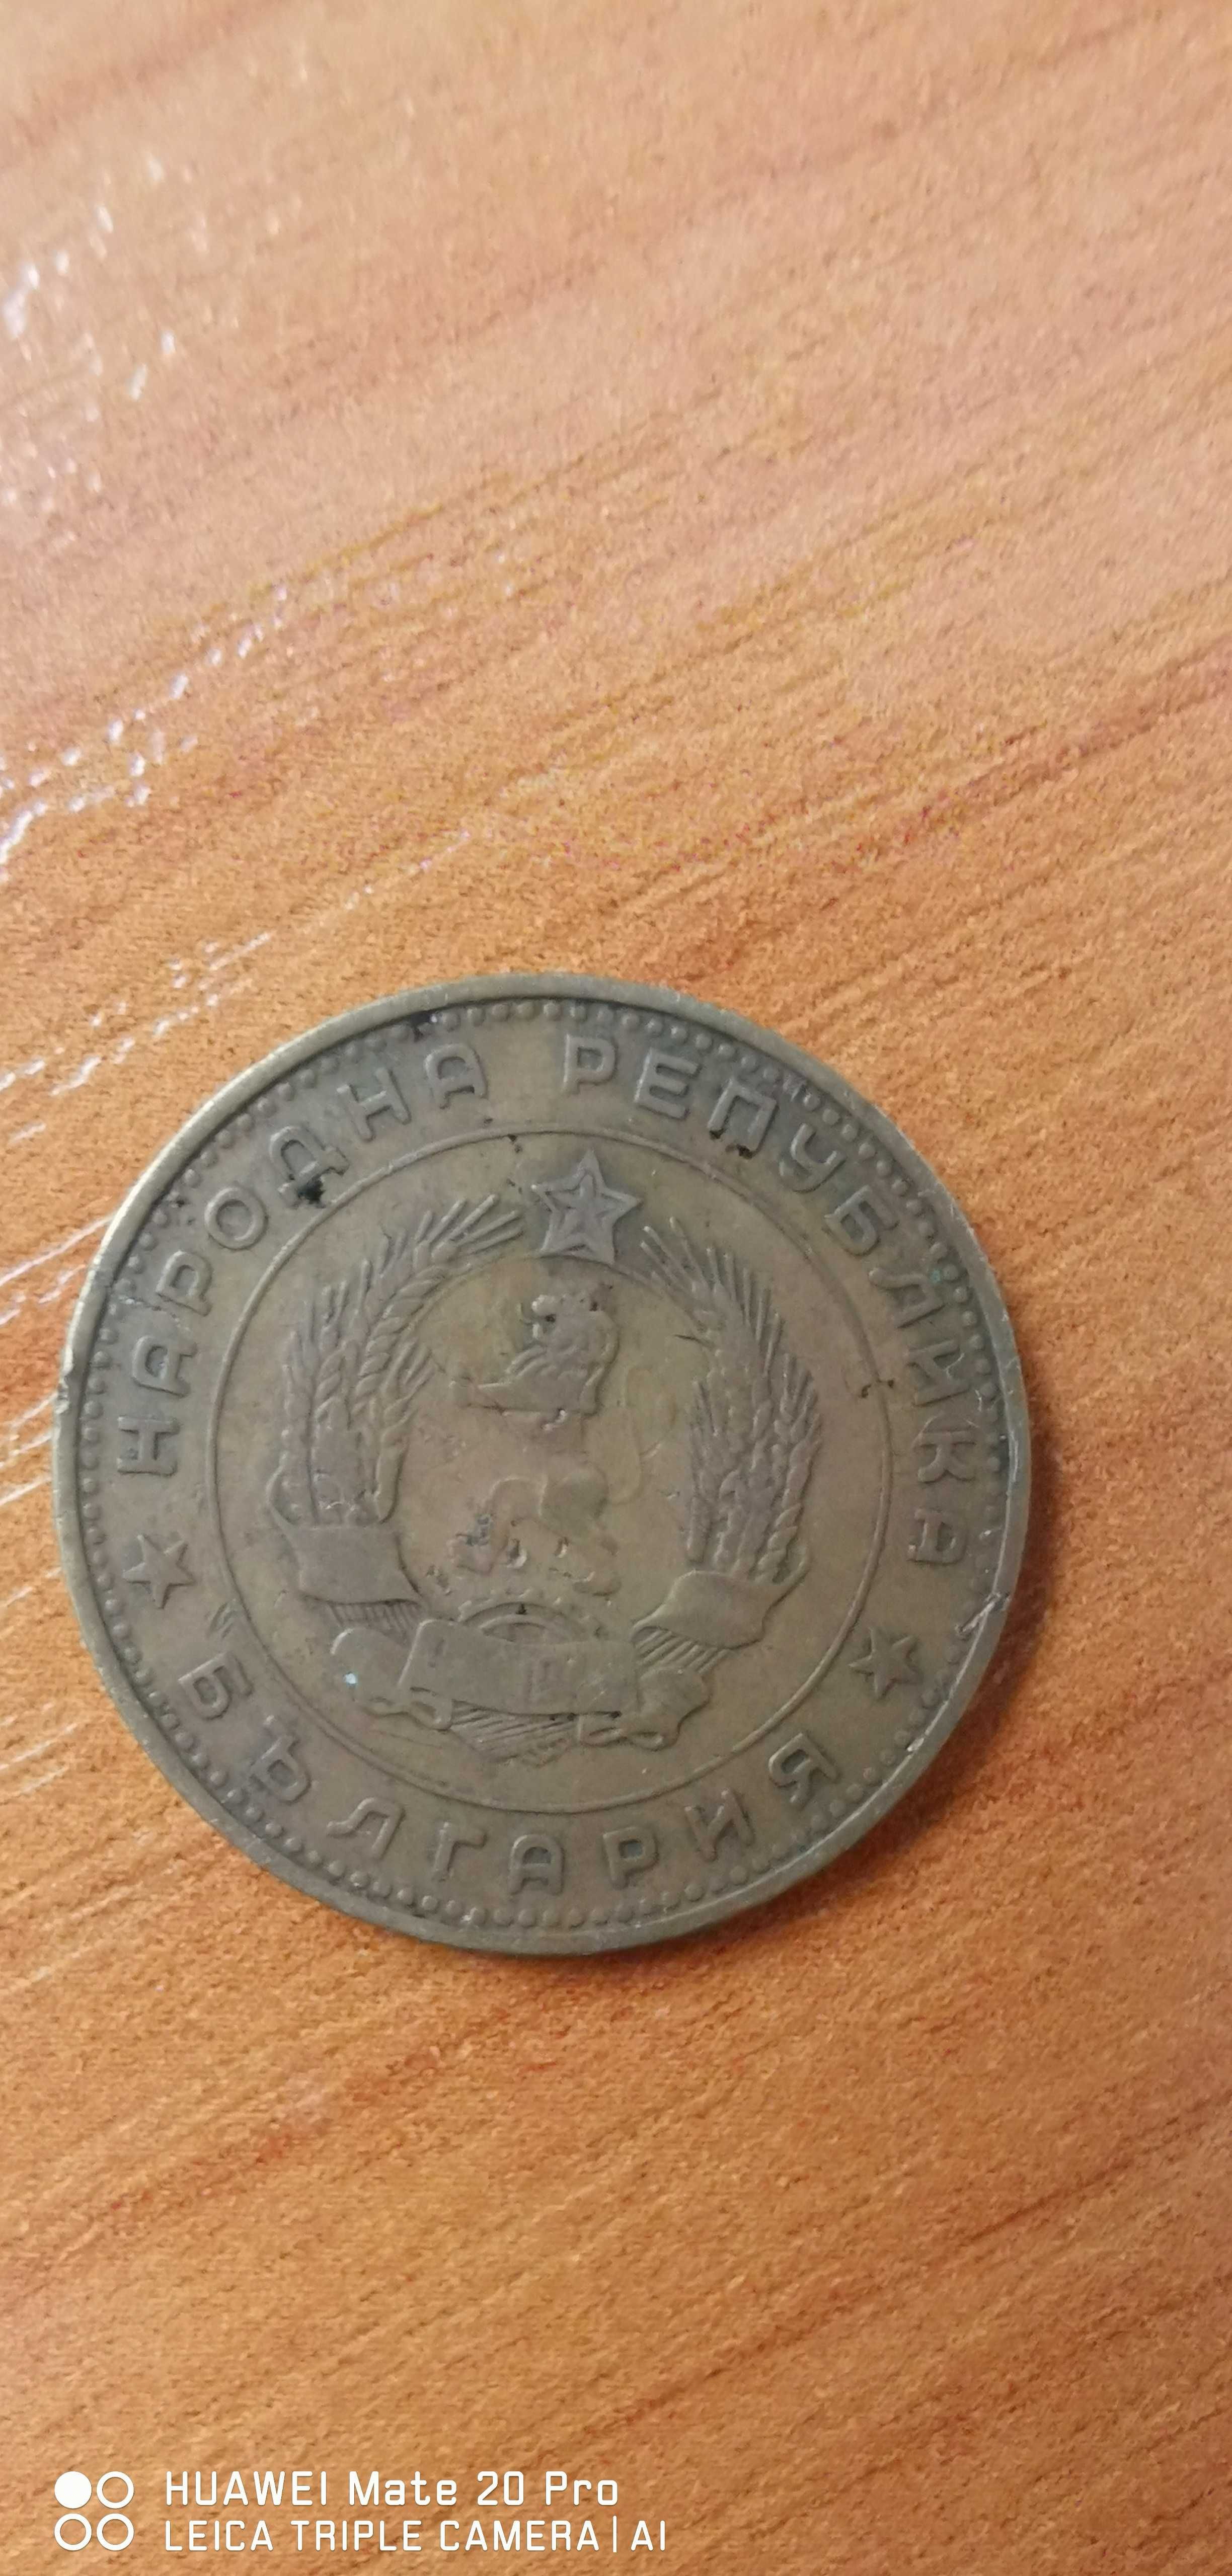 НАРОДНА РЕПУБЛИКА
БЪЛГАРИЯ
HUAWEI Mate 20 Pro
LEICA TRIPLE CAMERA | AI